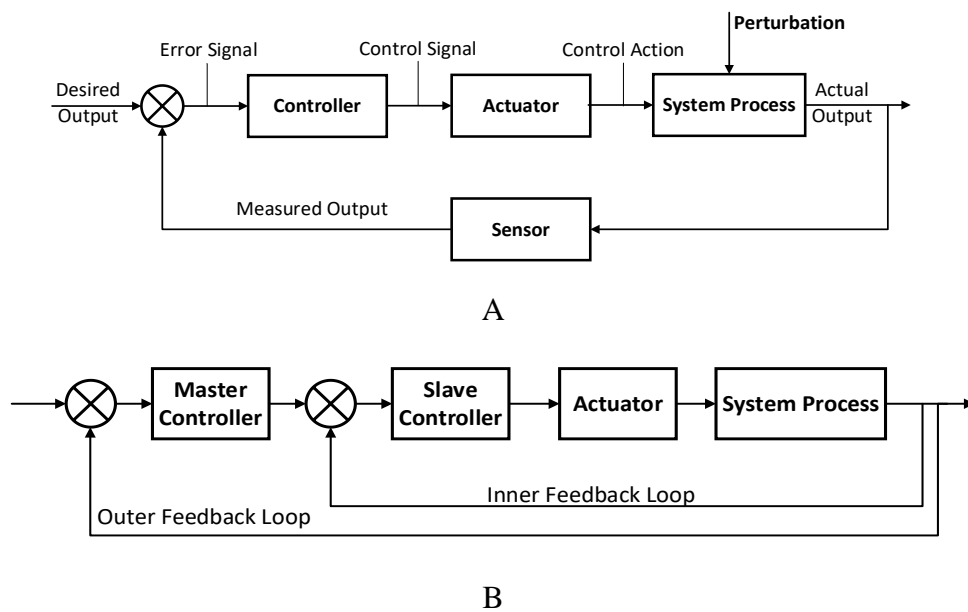 Perturbation
Error Signal
Control Signal
Control Action
Desired
Output
Controller
Actuator
System Process
Actual
Output
Measured Output
Sensor
A
Master
Controller
Slave
Controller
Actuator
System Process
Inner Feedback Loop
Outer Feedback Loop
B